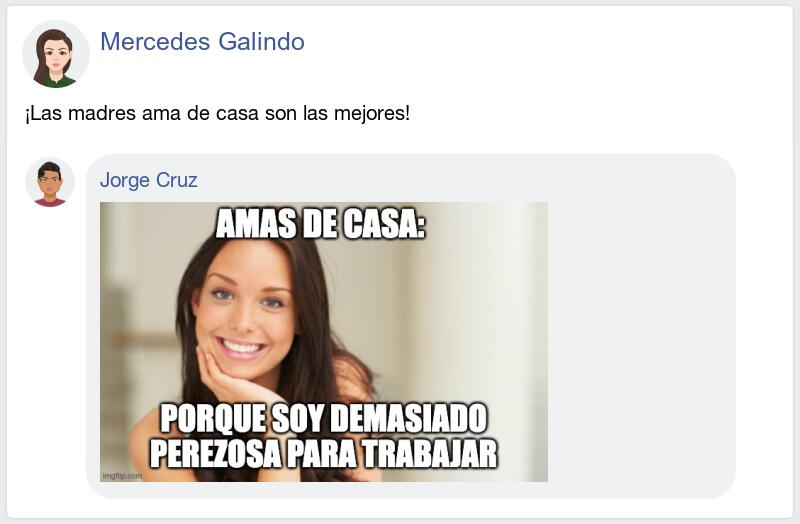 Mercedes Galindo
¡Las madres ama de casa son las mejores!
Jorge Cruz
AMAS DE CASA:
PORQUE SOY DEMASIADO
PEREZOSA PARA TRABAJAR
imgflip.com